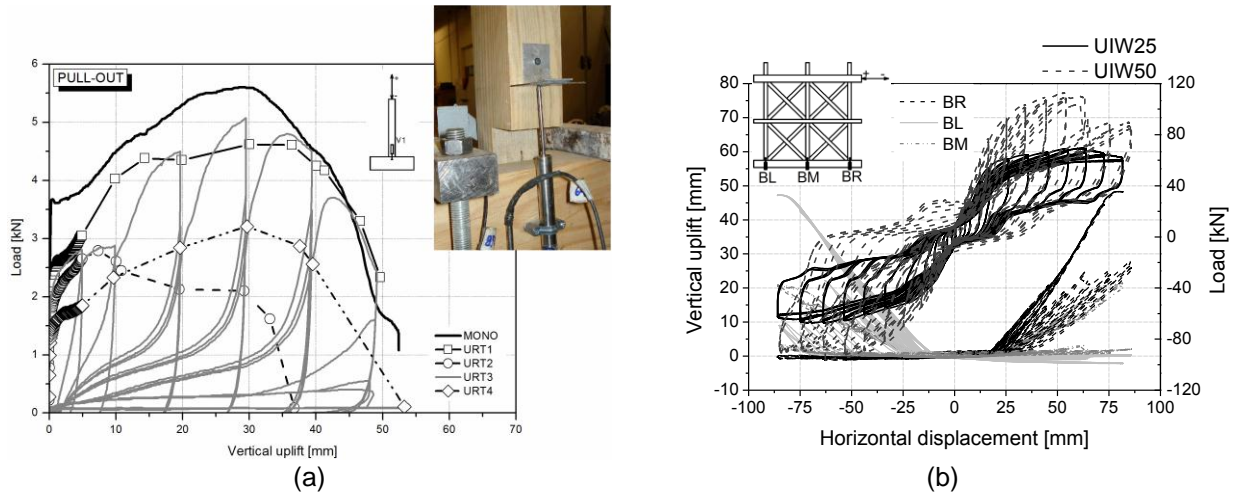 PULL-OUT
V1
Load [kN]
6
5
4
3
2
1
0
0 10 20 30 40 50 60 70
Vertical uplift [mm]
MONO
URT1
URT2
URT3
URT4
(a)
UIW25
UIW50
BR
BL
BM
+ -
BL BM BR
Vertical uplift [mm]
80
70
60
50
40
30
20
10
0
-10
Load [kN]
120
80
40
0
-40
-80
-120
-100 -75 -50 -25 0 25 50 75 100
Horizontal displacement [mm]
(b)